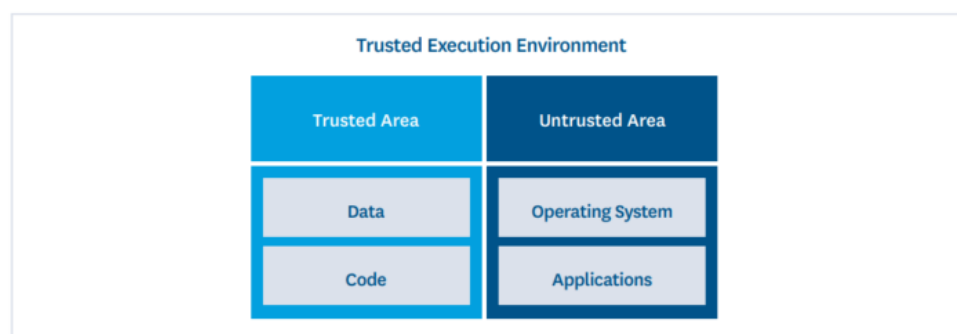 Trusted Execution Environment
Trusted Area
Untrusted Area
Data
Operating System
Code
Applications